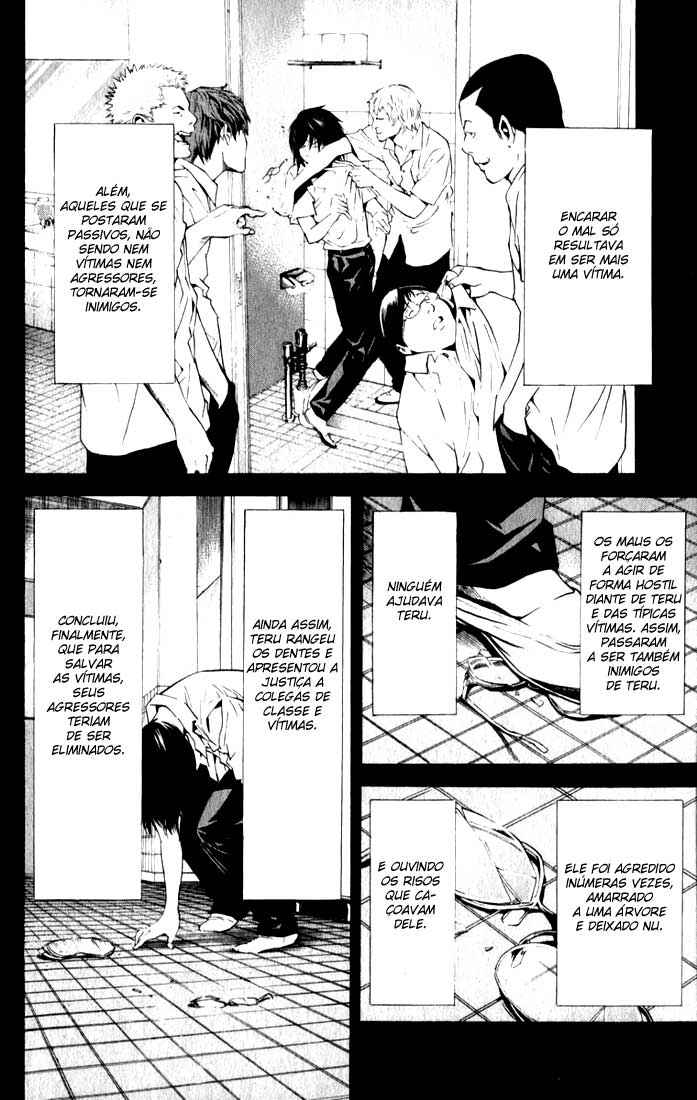 ENCARAR
O MAL SÓ
RESULTAVA
EM SER MAIS
UMA VÍTIMA.
ALÉM,
AQUELES QUE SE
POSTARAM
PASSIVOS, NÃO
SENDO NEM
VÍTIMAS NEM
AGRESSORES,
TORNARAM-SE
INIMIGOS.
OS MAUS OS
FORÇARAM
A AGIR DE
FORMA HOSTIL
DIANTE DE TERU
E DAS TÍPICAS
VÍTIMAS. ASSIM,
PASSARAM
A SER TAMBÉM
INIMIGOS
DE TERU.
NINGUÉM
AJUDAVA
TERU.
ELE FOI AGREDIDO
INÚMERAS VEZES,
AMARRADO
A UMA ÁRVORE
E DEIXADO NU.
E OUVINDO
OS RISOS
QUE CA-
ÇOAVAM
DELE.
AINDA ASSIM,
TERU RANGEU
OS DENTES E
APRESENTOU A
JUSTIÇA A
COLEGAS DE
CLASSE E
VÍTIMAS.
CONCLUIU,
FINALMENTE,
QUE PARA
SALVAR
AS VÍTIMAS,
SEUS
AGRESSORES
TERIAM
DE SER
ELIMINADOS.